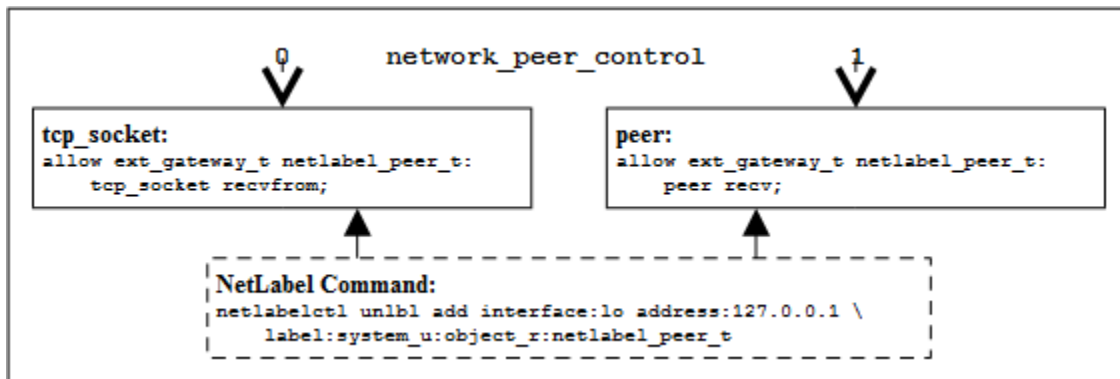 0 network_peer_control 1
tcp_socket:
allow ext_gateway_t netlabel_peer_t:
tcp_socket recvfrom;
peer:
allow ext_gateway_t netlabel_peer_t:
peer recv;
NetLabel Command:
netlabelctl unlbl add interface:lo address:127.0.0.1 \
label:system_u:object_r:netlabel_peer_t